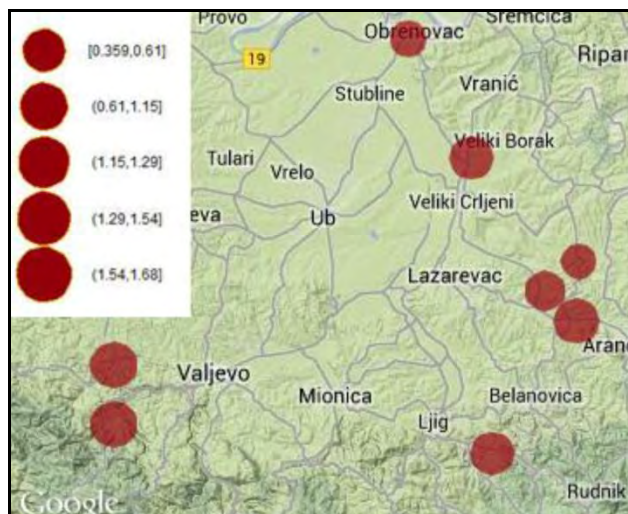 [0.359,0.61]
(0.61,1.15]
(1.15,1.29]
(1.29,1.54]
(1.54,1.68]
Provo
Obrenovac
Sremčica
19
Ripar
Stubline
Vranić
Tulari
Vrelo
Veliki Borak
eva
Ub
Veliki Crljeni
Lazarevac
Aranđ
Valjevo
Mionica
Belanovica
Ljig
Rudnik
Google